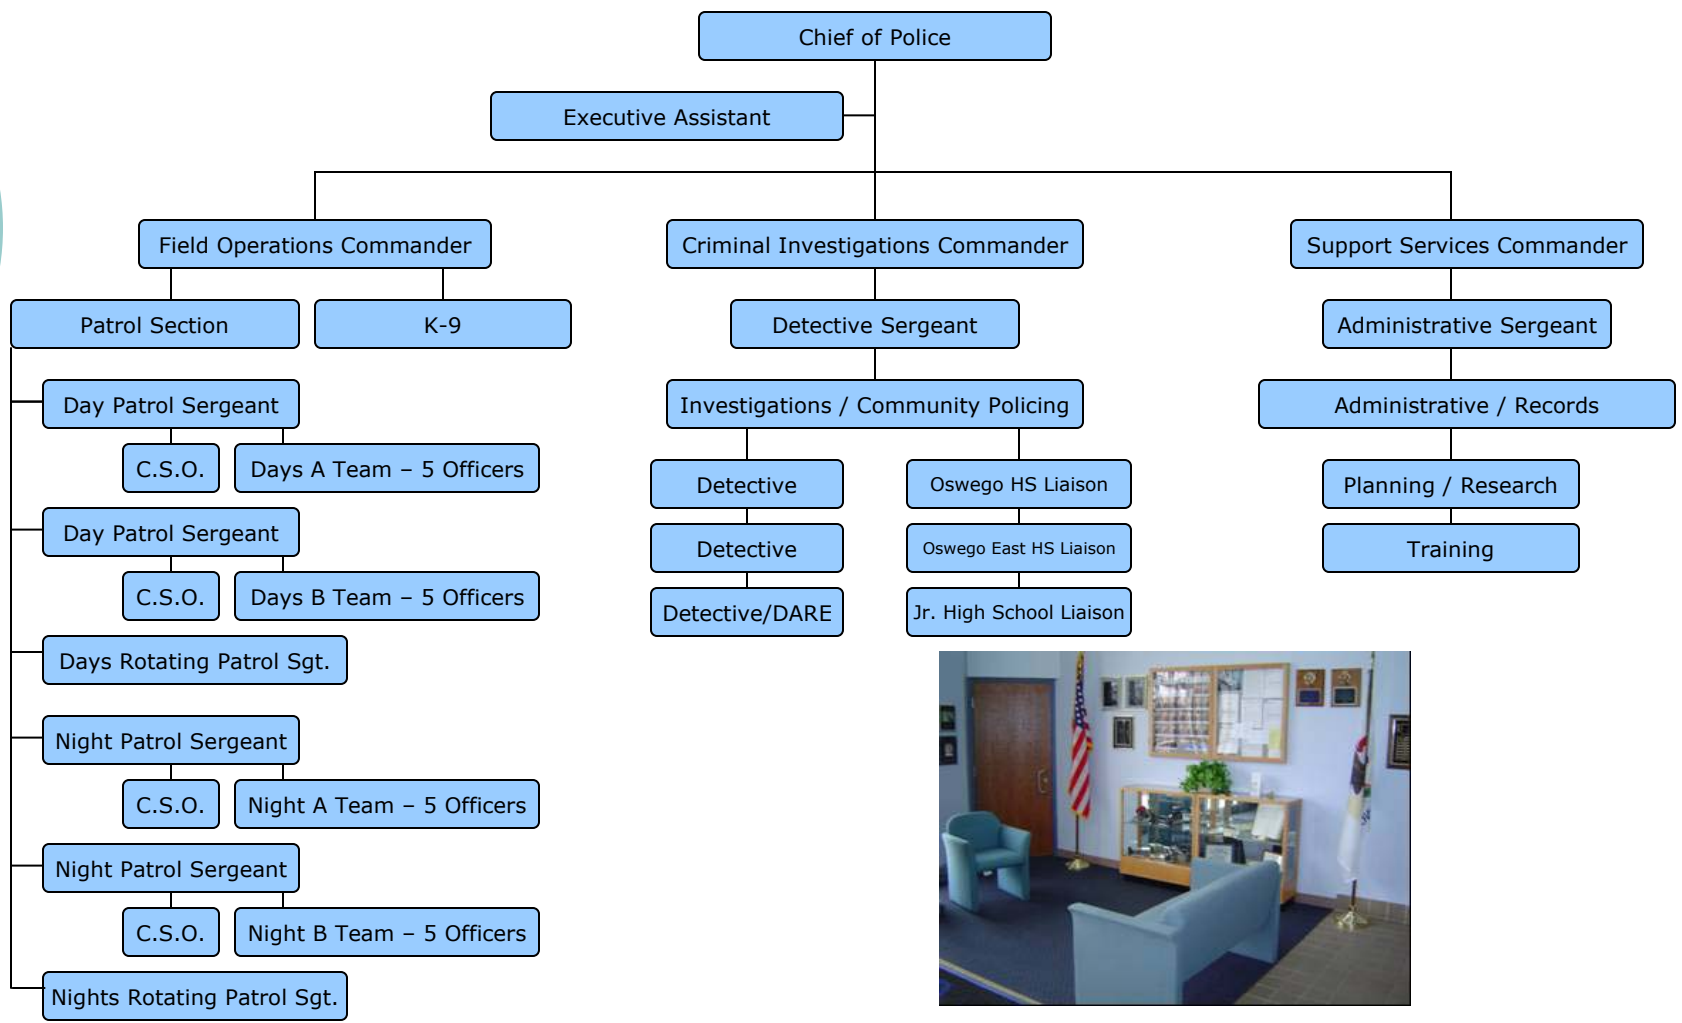 Chief of Police
Executive Assistant
Field Operations Commander
Criminal Investigations Commander
Support Services Commander
Patrol Section
K-9
Detective Sergeant
Administrative Sergeant
Day Patrol Sergeant
Investigations / Community Policing
Administrative / Records
C.S.O.
Days A Team – 5 Officers
Detective
Oswego HS Liaison
Planning / Research
Day Patrol Sergeant
Detective
Oswego East HS Liaison
Training
C.S.O.
Days B Team – 5 Officers
Detective/DARE
Jr. High School Liaison
Days Rotating Patrol Sgt.
Night Patrol Sergeant
C.S.O.
Night A Team – 5 Officers
Night Patrol Sergeant
C.S.O.
Night B Team – 5 Officers
Nights Rotating Patrol Sgt.